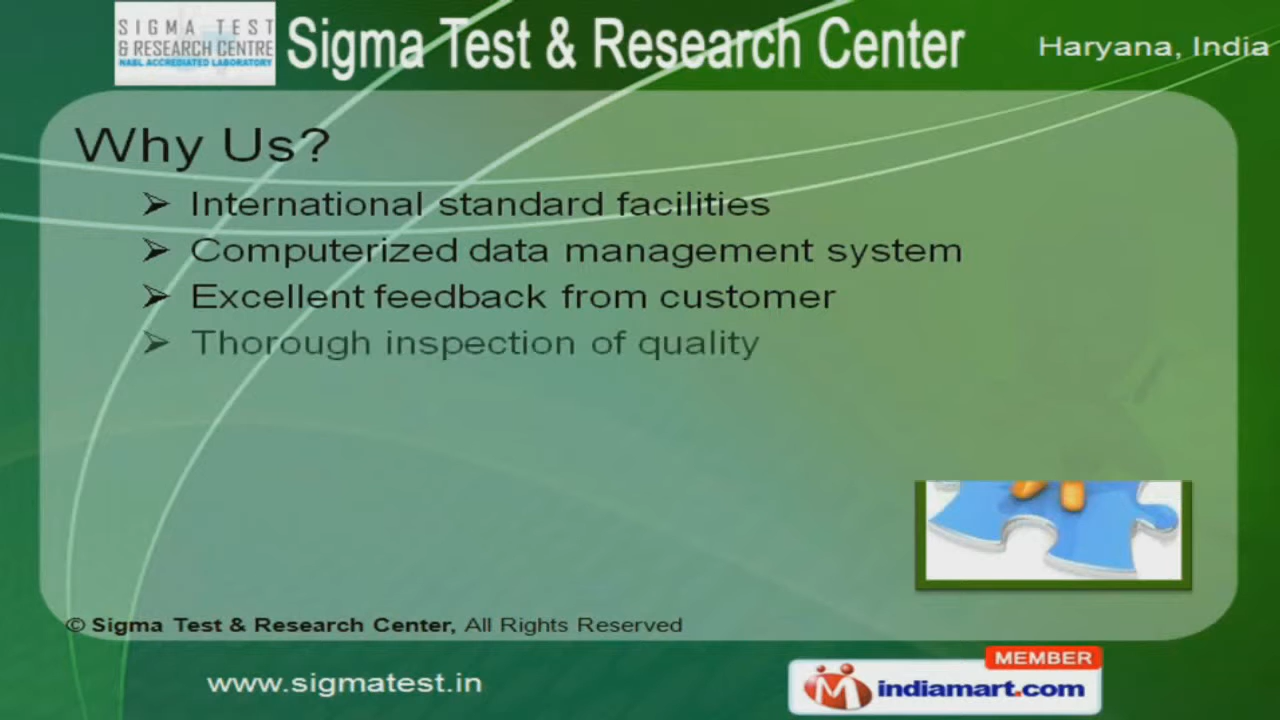 SIGMA TEST
& RESEARCH CENTRE
NABL ACCREDIATED LABORATORY
Sigma Test & Research Center
Haryana, India
Why Us?
International standard facilities
Computerized data management system
Excellent feedback from customer
Thorough inspection of quality
© Sigma Test & Research Center, All Rights Reserved
www.sigmatest.in
MEMBER
indiamart.com